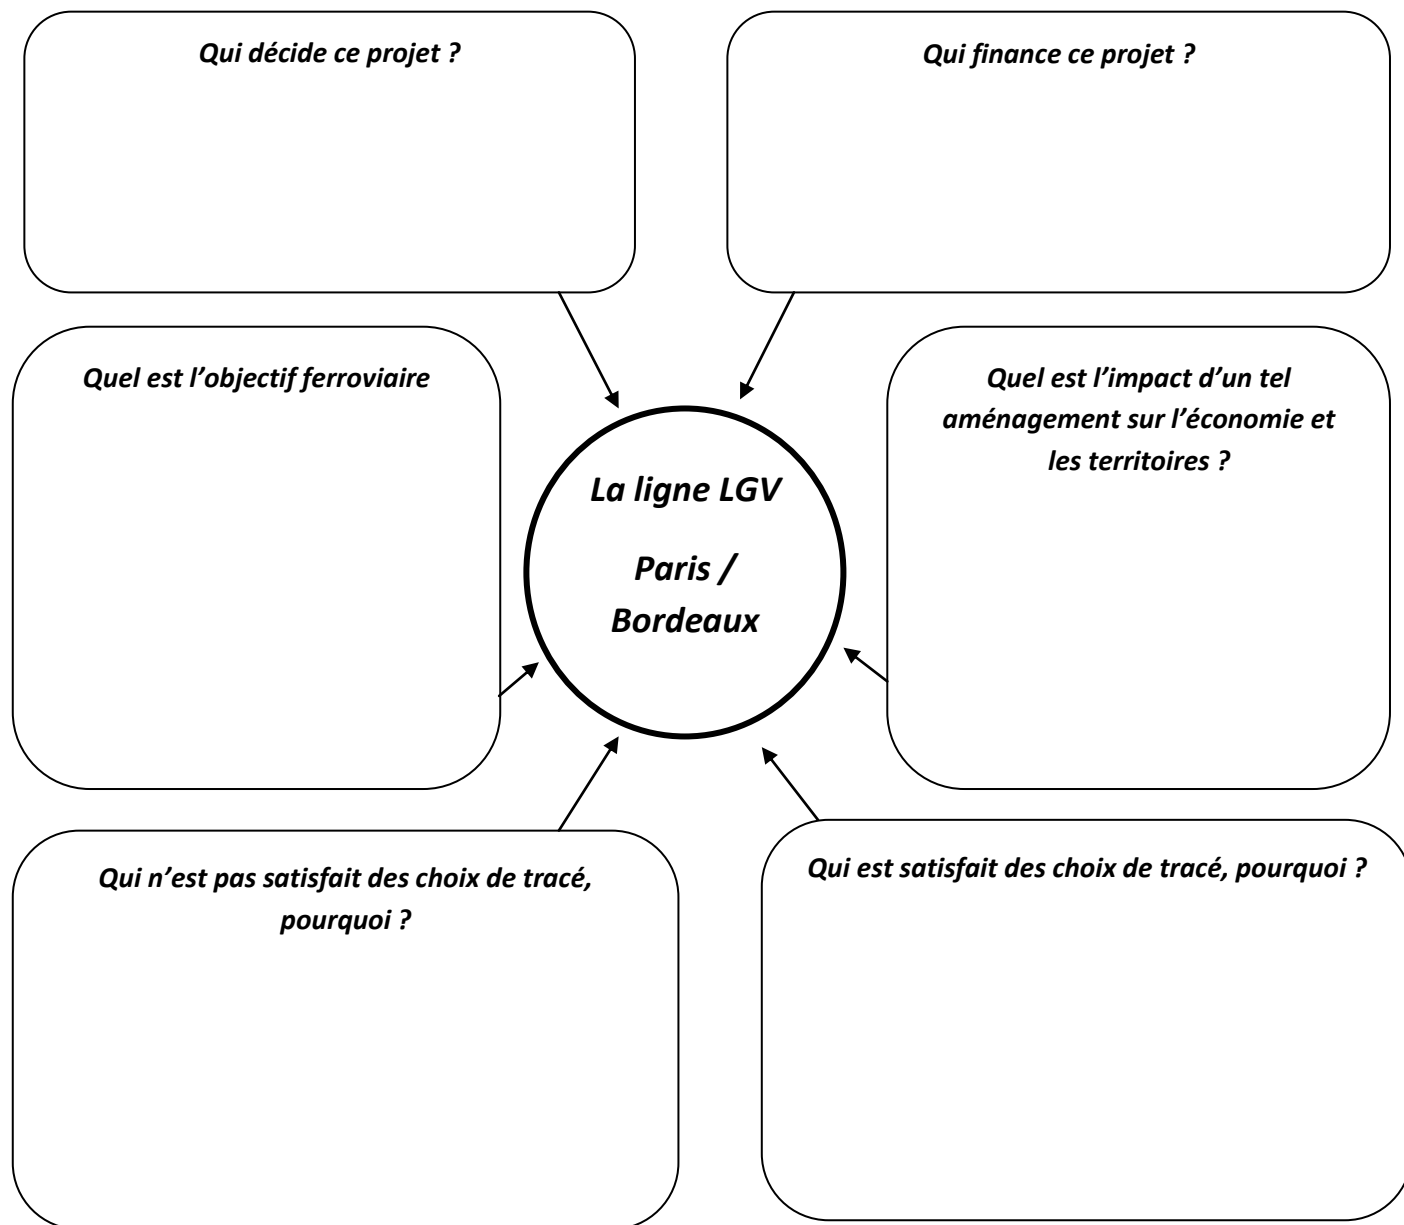 Qui décide ce projet ?
Qui finance ce projet ?
Quel est l’objectif ferroviaire
Quel est l’impact d’un tel
aménagement sur l’économie et
les territoires ?
La ligne LGV
Paris /
Bordeaux
Qui n’est pas satisfait des choix de tracé,
pourquoi ?
Qui est satisfait des choix de tracé, pourquoi ?